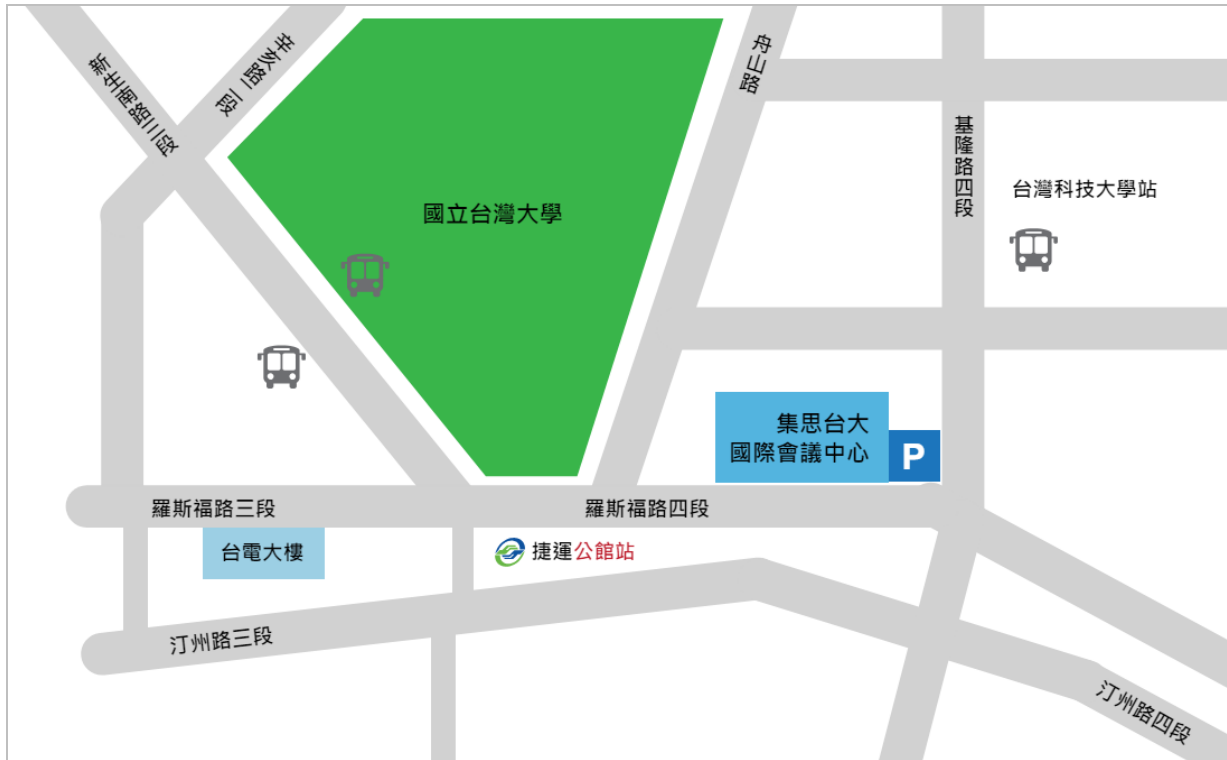 新生南路三段
辛亥路一段
舟山路
基隆路四段
台灣科技大學站
國立台灣大學
集思台大
國際會議中心
P
羅斯福路三段
羅斯福路四段
台電大樓
捷運公館站
汀州路三段
汀州路四段